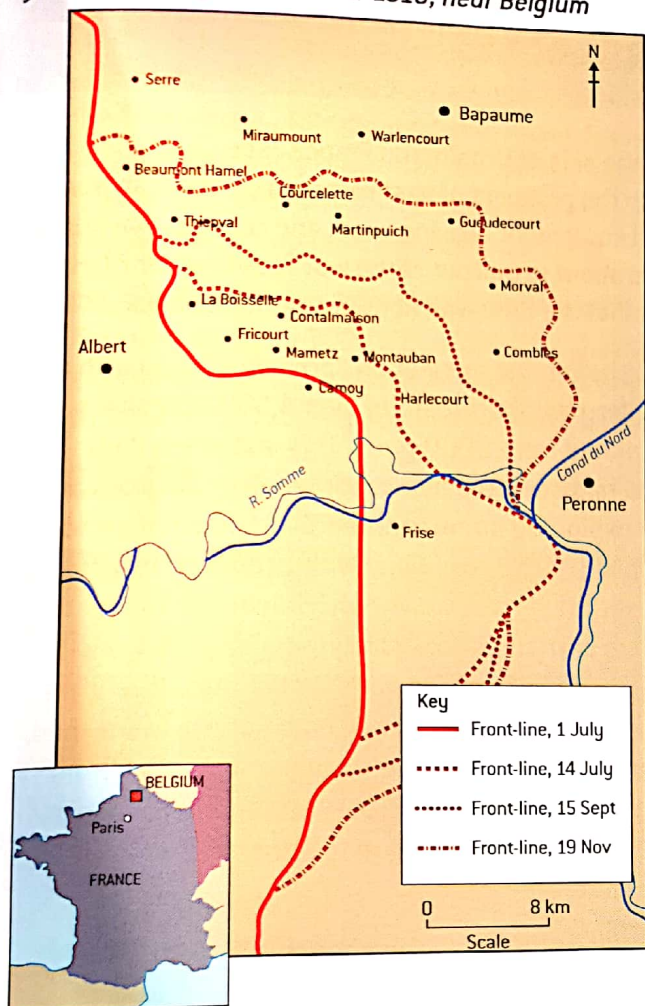 near Belgium
N
Serre
Bapaume
Miraumount
Warlencourt
Beaumont Hamel
Courcelette
Thiepval
Martinpuich
Gueudecourt
Morval
La Boisselle
Contalmaison
Fricourt
Albert
Mametz
Montauban
Combles
Carnoy
Harlecourt
Canal du Nord
R. Somme
Peronne
Frise
Key
Front-line, 1 July
Front-line, 14 July
Front-line, 15 Sept
Front-line, 19 Nov
0 8 km
Scale
BELGIUM
Paris
FRANCE